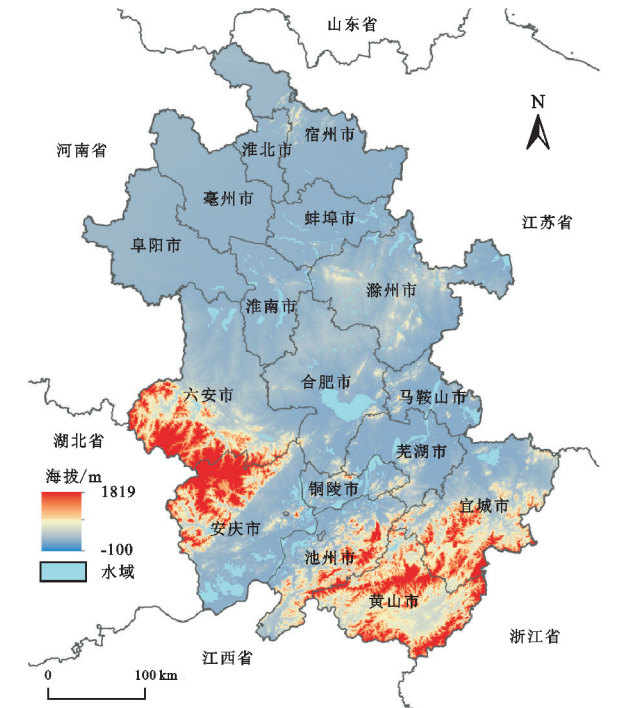 山东省
N
宿州市
河南省
淮北市
亳州市
蚌埠市
江苏省
阜阳市
滁州市
淮南市
合肥市
六安市
马鞍山市
湖北省
芜湖市
海拔/m
1819
-100
水域
铜陵市
宣城市
安庆市
池州市
黄山市
浙江省
江西省
0
100 km